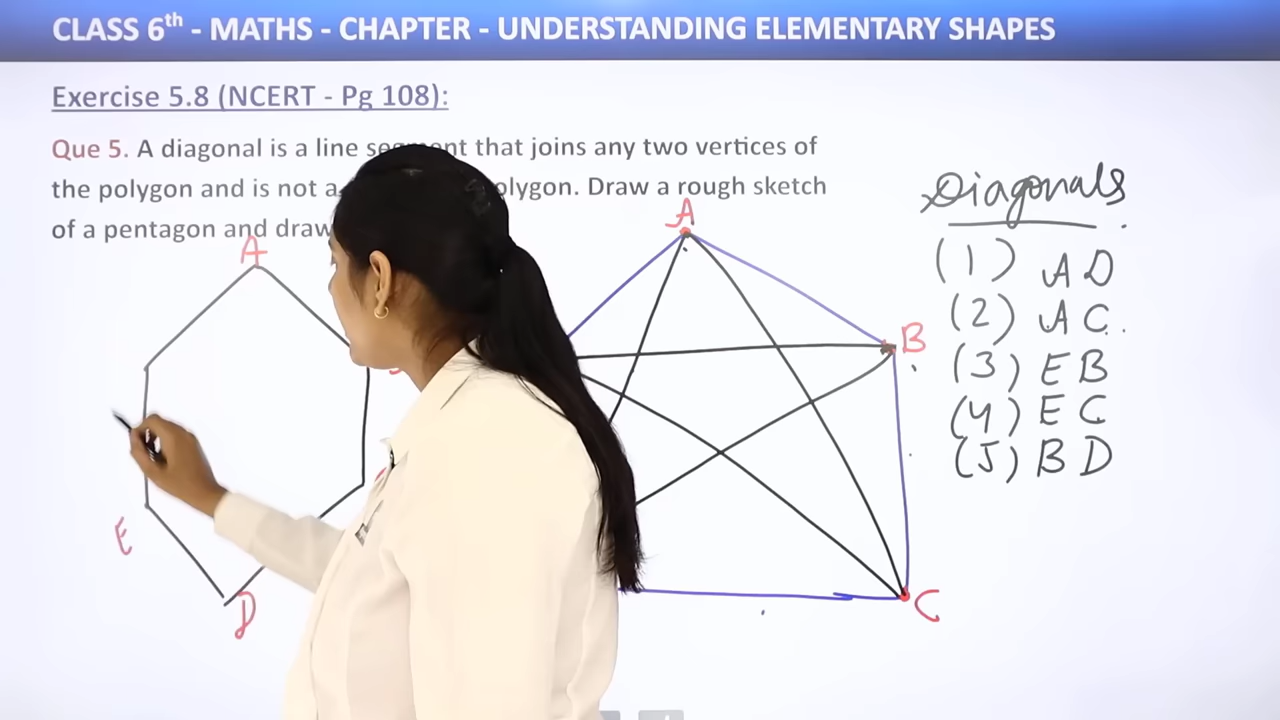 CLASS 6th - MATHS - CHAPTER - UNDERSTANDING ELEMENTARY SHAPES
Exercise 5.8 (NCERT - Pg 108):
Que 5. A diagonal is a line segment that joins any two vertices of
the polygon and is not a polygon. Draw a rough sketch
of a pentagon and draw
A
E
D
A
B
C
Diagonals
(1) AD
(2) AC.
(3) EB
(4) EC
(5) BD